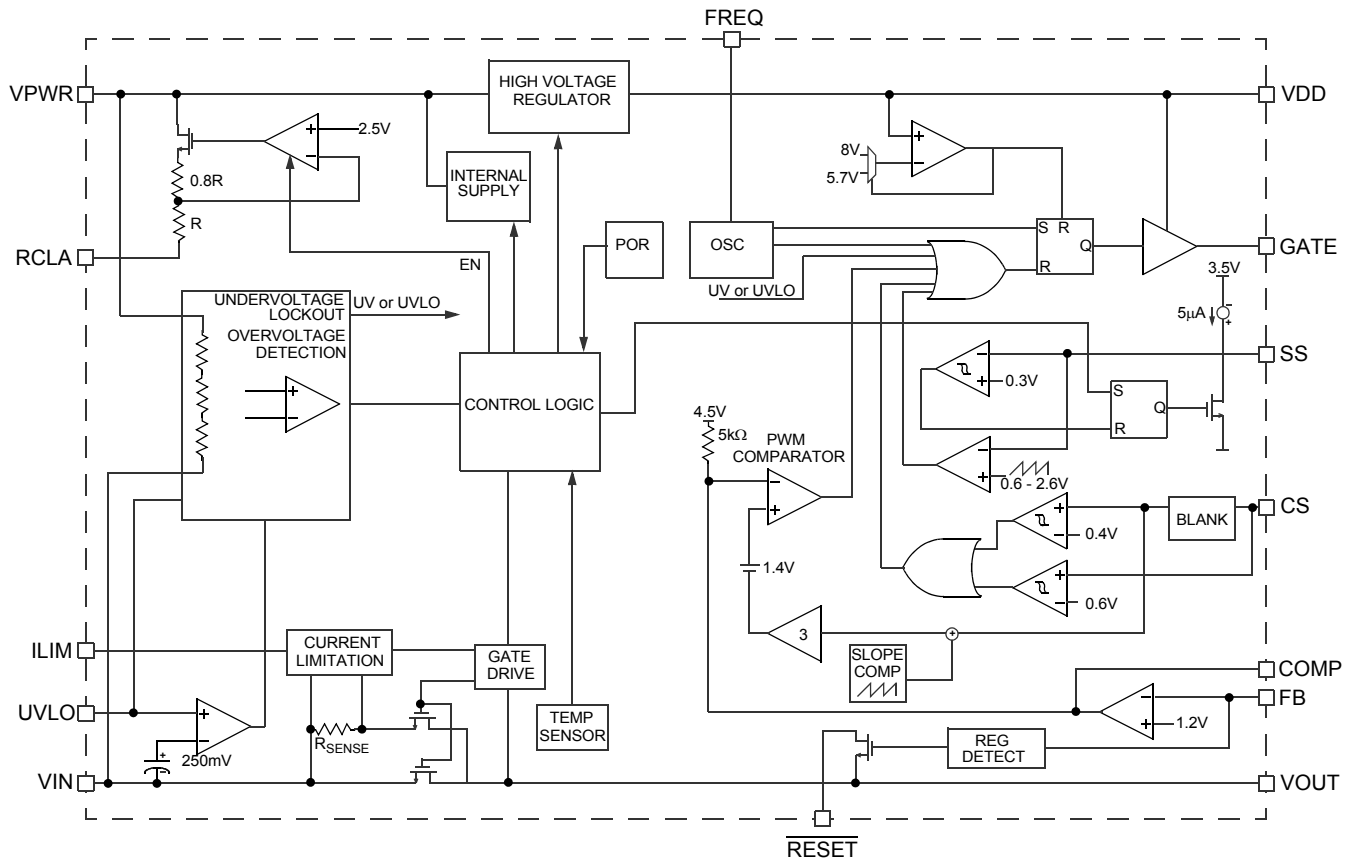 FREQ
VPWR
HIGH VOLTAGE
REGULATOR
VDD
+
2.5V
−
+
8V
−
5.7V
INTERNAL
SUPPLY
0.8R
R
POR
OSC
S R
Q
R
GATE
RCLA
EN
UV or UVLO
3.5V
UNDERVOLTAGE
LOCKOUT
UV or UVLO
OVERVOLTAGE
DETECTION
5µA
−
+
+
−
CONTROL LOGIC
−
SS
+
0.3V
S
Q
R
4.5V
5kΩ
PWM
COMPARATOR
−
+
0.6 - 2.6V
−
+
CS
BLANK
+
−
0.4V
1.4V
+
−
0.6V
3
+
ILIM
CURRENT
LIMITATION
GATE
DRIVE
SLOPE
COMP
COMP
FB
UVLO
+
−
+
−
250mV
RSENSE
TEMP
SENSOR
−
+
1.2V
REG
DETECT
VIN
VOUT
RESET